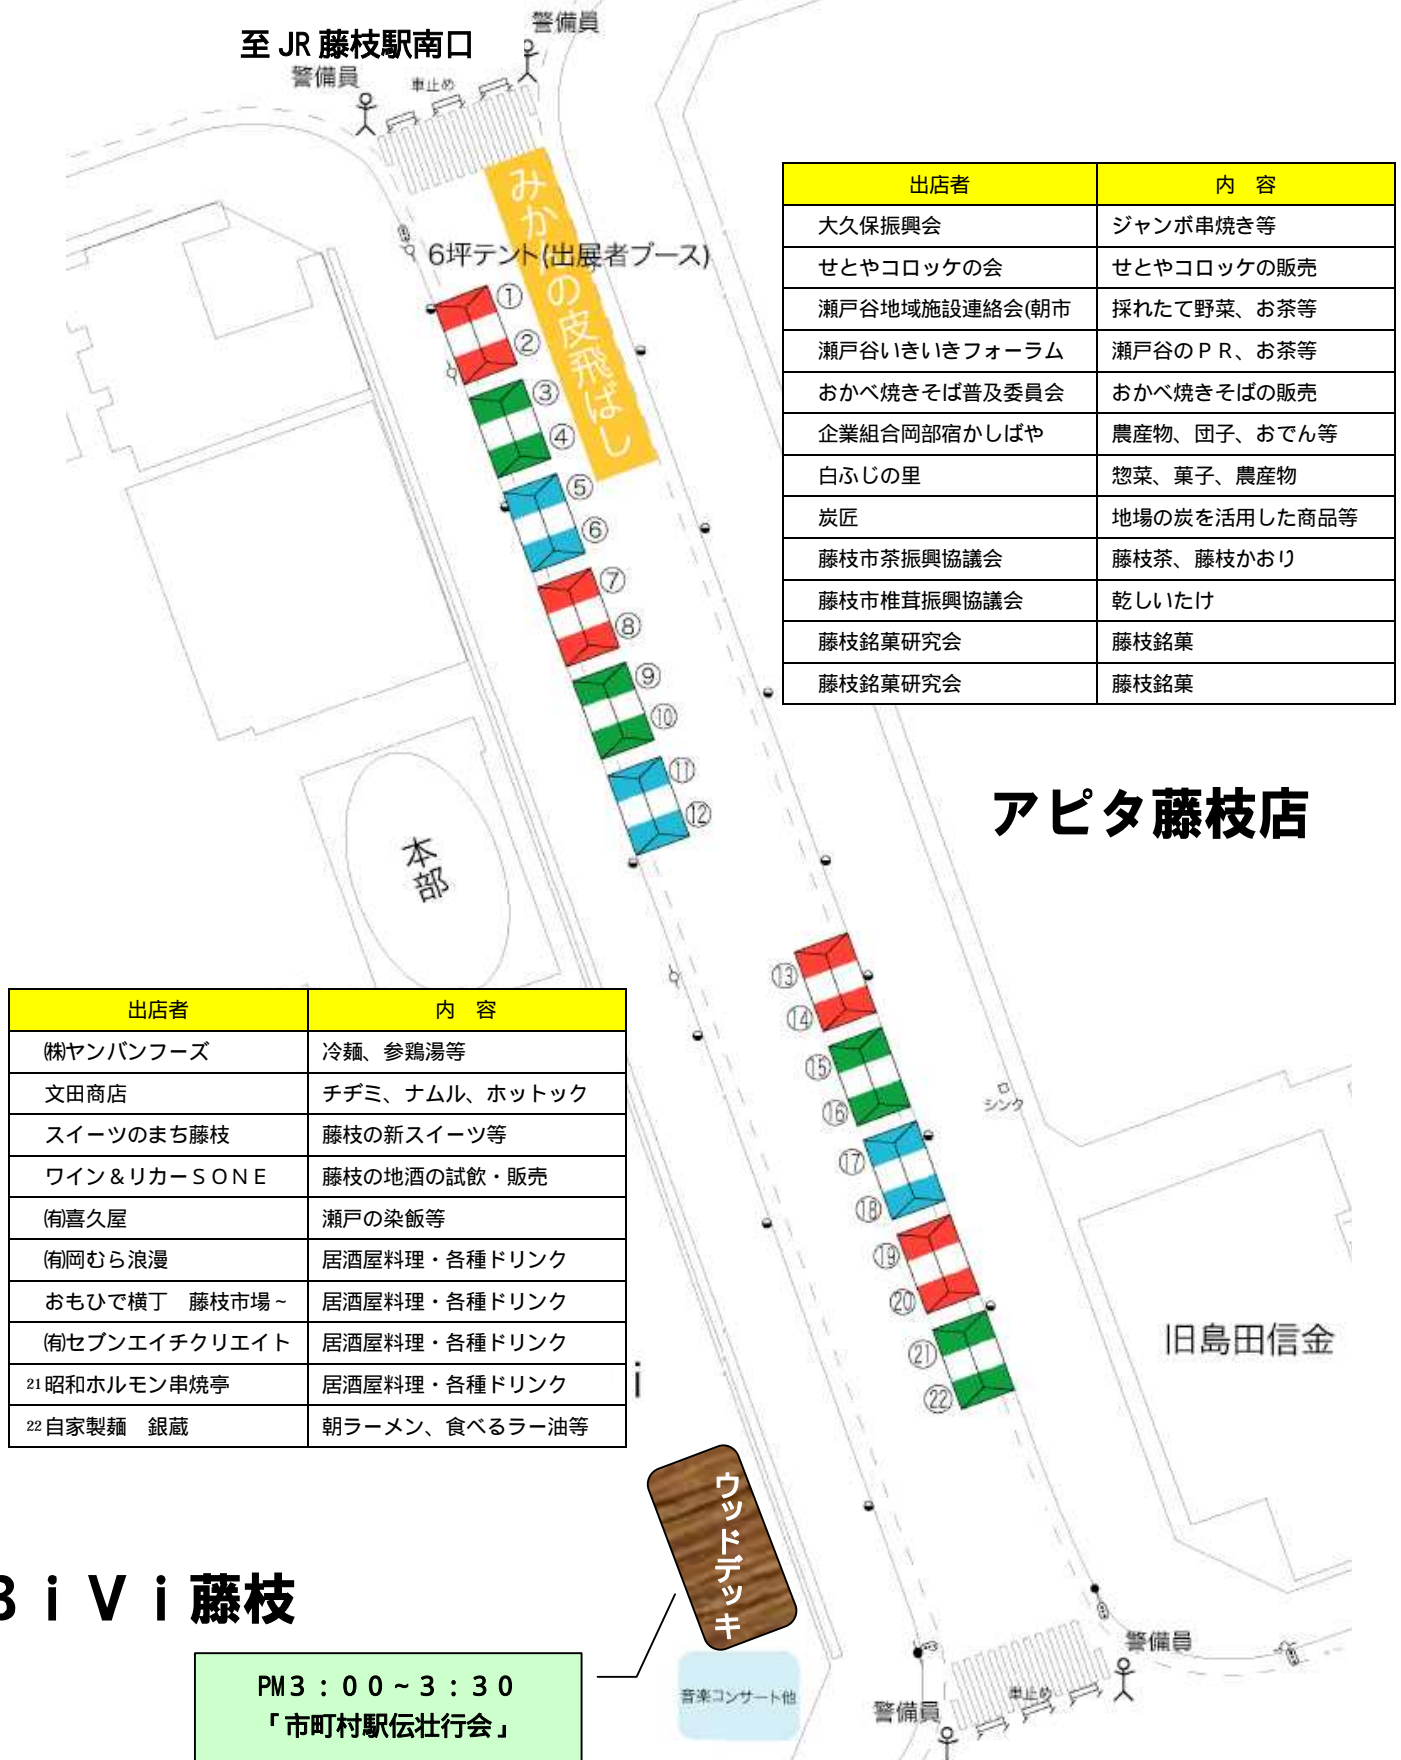 警備員
至 JR 藤枝駅南口
警備員
車止め
みかんの皮飛ばし
6坪テント(出展者ブース)
出店者 内 容
大久保振興会 ジャンボ串焼き等
せとやコロッケの会 せとやコロッケの販売
瀬戸谷地域施設連絡会(朝市 採れたて野菜、お茶等
瀬戸谷いきいきフォーラム 瀬戸谷のPR、お茶等
おかべ焼きそば普及委員会 おかべ焼きそばの販売
企業組合岡部宿かしばや 農産物、団子、おでん等
白ふじの里 惣菜、菓子、農産物
炭匠 地場の炭を活用した商品等
藤枝市茶振興協議会 藤枝茶、藤枝かおり
藤枝市椎茸振興協議会 乾しいたけ
藤枝銘菓研究会 藤枝銘菓
藤枝銘菓研究会 藤枝銘菓
①
②
③
④
⑤
⑥
⑦
⑧
⑨
⑩
⑪
⑫
アピタ藤枝店
本部
⑬
⑭
⑮
⑯
⑰
⑱
⑲
⑳
㉑
㉒
シンク
旧島田信金
出店者 内 容
㈱ヤンバンフーズ 冷麺、参鶏湯等
文田商店 チヂミ、ナムル、ホットック
スイーツのまち藤枝 藤枝の新スイーツ等
ワイン＆リカーSONE 藤枝の地酒の試飲・販売
㈲喜久屋 瀬戸の染飯等
㈲岡むら浪漫 居酒屋料理・各種ドリンク
おもひで横丁 藤枝市場~ 居酒屋料理・各種ドリンク
㈲セブンエイチクリエイト 居酒屋料理・各種ドリンク
21 昭和ホルモン串焼亭 居酒屋料理・各種ドリンク
22 自家製麺 銀蔵 朝ラーメン、食べるラー油等
i
ウッドデッキ
BiVi藤枝
PM3：00~3：30
「市町村駅伝壮行会」
音楽コンサート他
警備員
車止め
警備員